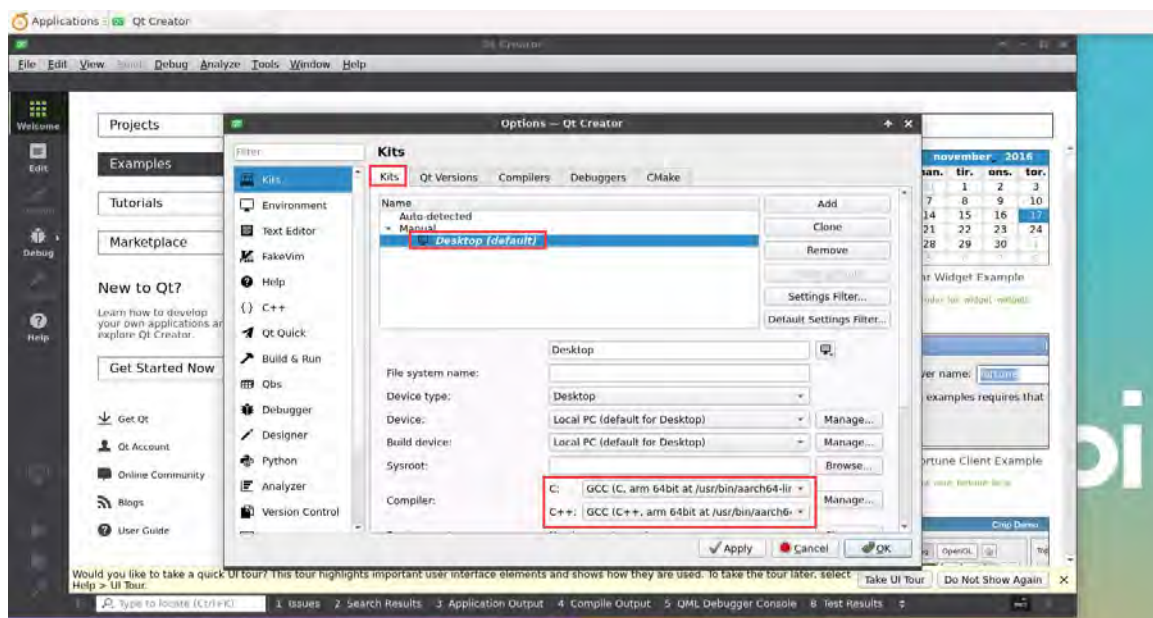 Applications Qt Creator
Qt Creator
File Edit View Debug Analyze Tools Window Help
Welcome
Edit
Debug
Help
Projects
Examples
Tutorials
Marketplace
New to Qt?
Learn how to develop
your own applications
explore Qt Creator.
Get Started Now
Get Qt
Qt Account
Online Community
Blogs
User Guide
Options — Qt Creator
Filter
Kits
Environment
Text Editor
FakeVim
Help
{} C++
Qt Quick
Build & Run
Qbs
Debugger
Designer
Python
Analyzer
Version Control
Kits
Kits Qt Versions Compilers Debuggers CMake
Name
Auto-detected
Manual
Desktop (default)
Add
Clone
Remove
Settings Filter...
Default Settings Filter...
Desktop
File system name:
Device type: Desktop
Device: Local PC (default for Desktop) Manage...
Build device: Local PC (default for Desktop) Manage...
Sysroot: Browse...
Compiler:
C: GCC (C, arm 64bit at /usr/bin/aarch64-lir
Manage...
C++: GCC (C++, arm 64bit at /usr/bin/aarch64-
Apply Cancel OK
november, 2016
tir. ons. tor.
1 2 3
7 8 9 10
14 15 16 17
21 22 23 24
28 29 30
Widget Example
name: fortune
examples requires that
Client Example
Chip Demo
OpenGL
Would you like to take a quick UI tour? This tour highlights important user interface elements and shows how they are used. To take the tour later, select
Help > UI Tour.
Take UI Tour Do Not Show Again
Type to locate (Ctrl+K) 1 Issues 2 Search Results 3 Application Output 4 Compile Output 5 QML Debugger Console 8 Test Results
pi